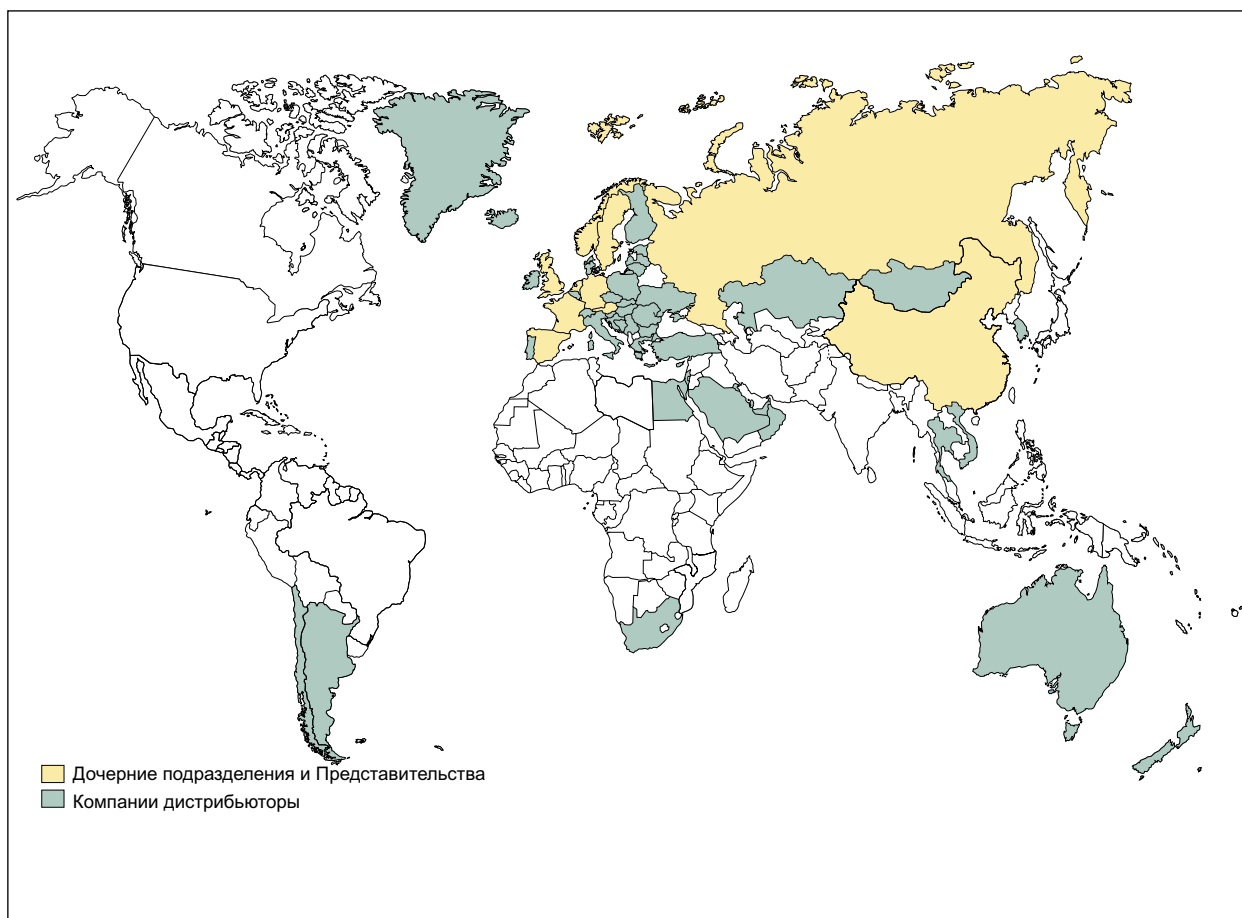 Дочерние подразделения и Представительства
Компании дистрибьюторы